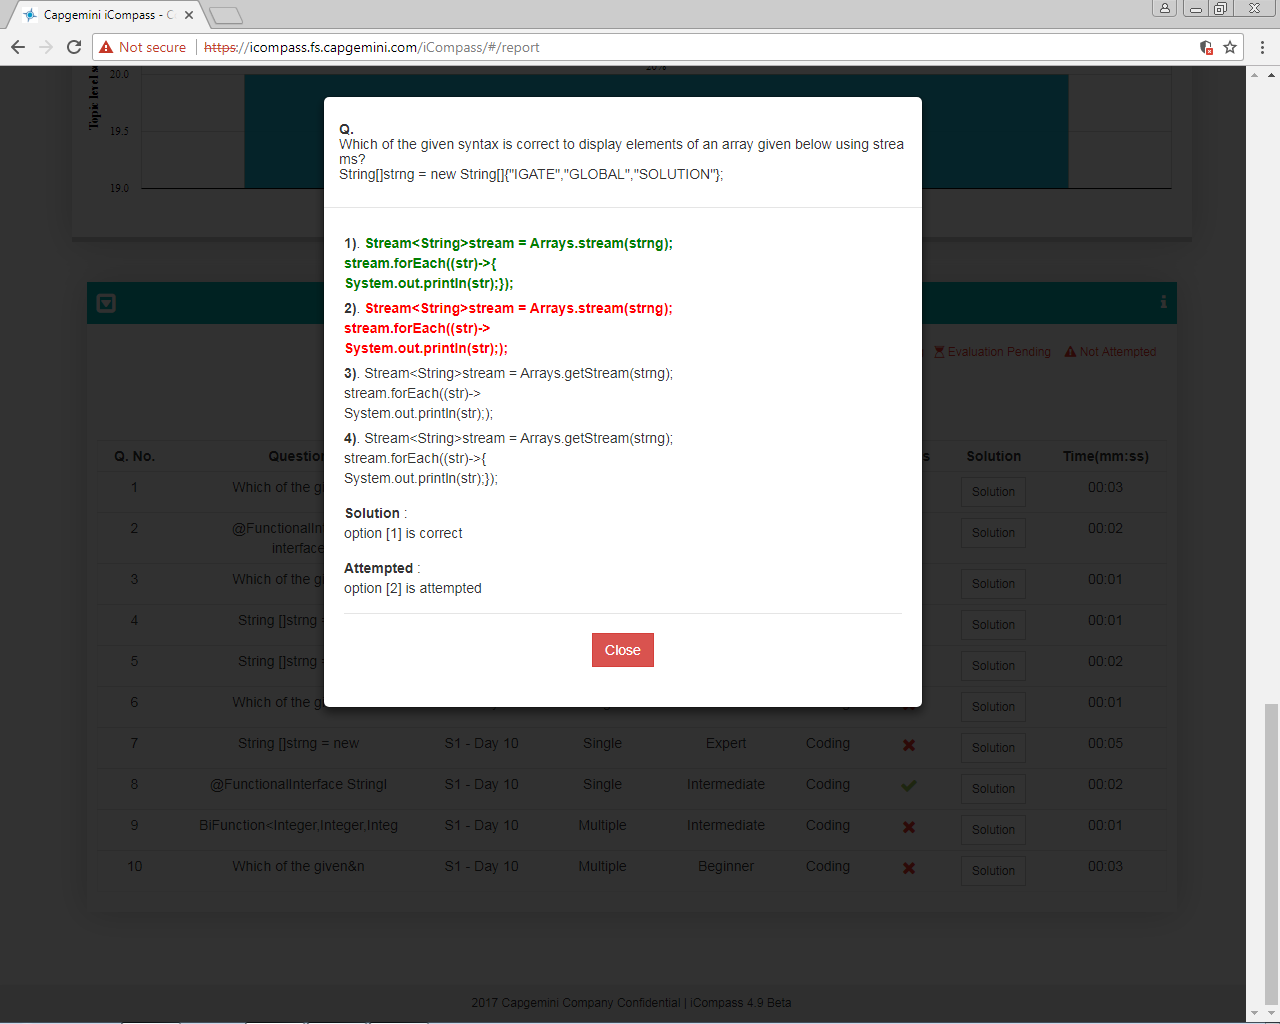 Capgemini iCompass - C
Not secure
https://icompass.fs.capgemini.com/iCompass/#/report
20.0
19.5
19.0
20%
Q.
Which of the given syntax is correct to display elements of an array given below using strea
ms?
String[]strng = new String[]{"IGATE","GLOBAL","SOLUTION"};
1). Stream<String>stream = Arrays.stream(strng);
stream.forEach((str)->{
System.out.println(str);});
2). Stream<String>stream = Arrays.stream(strng);
stream.forEach((str)->
System.out.println(str););
3). Stream<String>stream = Arrays.getStream(strng);
stream.forEach((str)->
System.out.println(str););
4). Stream<String>stream = Arrays.getStream(strng);
stream.forEach((str)->{
System.out.println(str);});
Solution :
option [1] is correct
Attempted :
option [2] is attempted
Close
Evaluation Pending Not Attempted
Q. No. Question Solution Time(mm:ss)
1 Which of the gi Solution 00:03
2 @FunctionalIn Solution 00:02
interface
3 Which of the gi Solution 00:01
4 String []strng = Solution 00:01
5 String []strng = Solution 00:02
6 Which of the gi Solution 00:01
7 String []strng = new S1 - Day 10 Single Expert Coding Solution 00:05
8 @FunctionalInterface StringI S1 - Day 10 Single Intermediate Coding Solution 00:02
9 BiFunction<Integer,Integer,Integ S1 - Day 10 Multiple Intermediate Coding Solution 00:01
10 Which of the given&n S1 - Day 10 Multiple Beginner Coding Solution 00:03
2017 Capgemini Company Confidential | iCompass 4.9 Beta